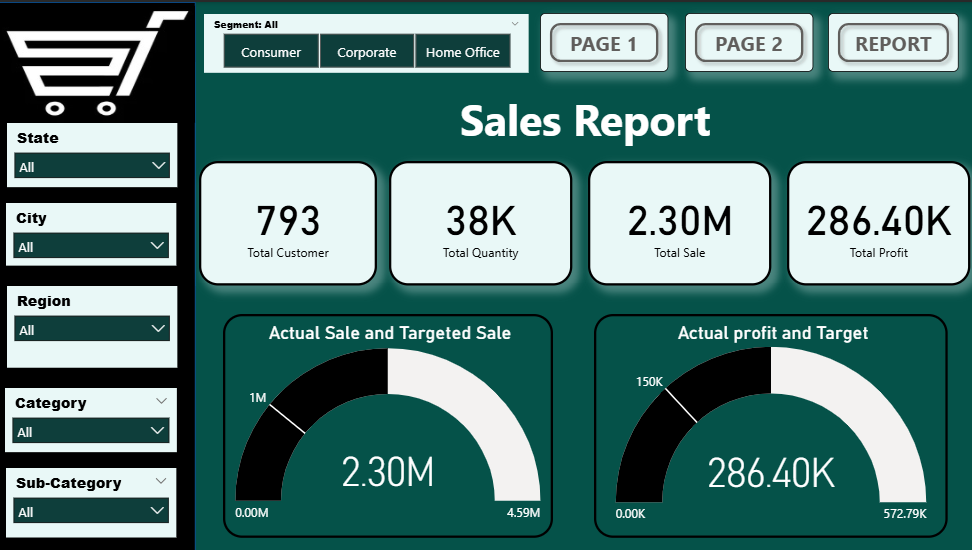 Segment: All
Consumer
Corporate
Home Office
PAGE 1
PAGE 2
REPORT
Sales Report
State
All
City
All
Region
All
Category
All
Sub-Category
All
793
Total Customer
38K
Total Quantity
2.30M
Total Sale
286.40K
Total Profit
Actual Sale and Targeted Sale
1M
2.30M
0.00M
4.59M
Actual profit and Target
150K
286.40K
0.00K
572.79K